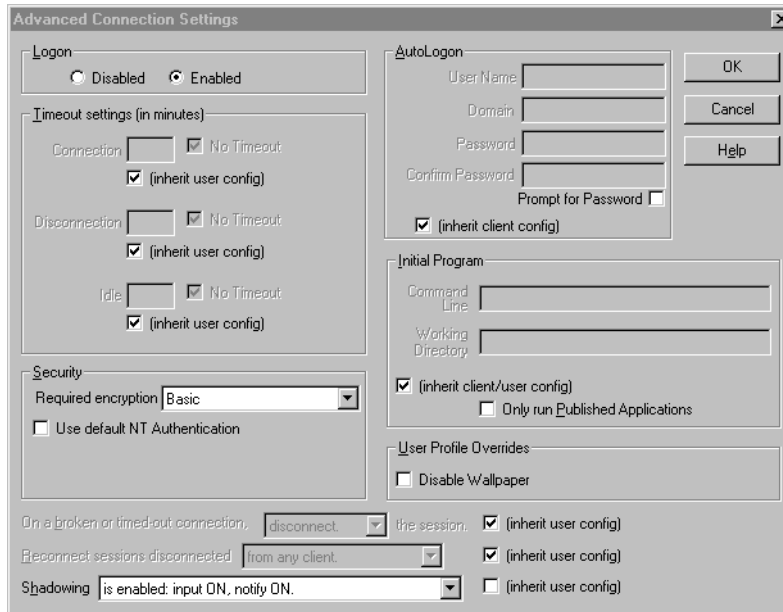 Advanced Connection Settings
Logon
Disabled
Enabled
Timeout settings (in minutes)
Connection
No Timeout
(inherit user config)
Disconnection
No Timeout
(inherit user config)
Idle
No Timeout
(inherit user config)
Security
Required encryption
Basic
Use default NT Authentication
AutoLogon
User Name
Domain
Password
Confirm Password
Prompt for Password
(inherit client config)
OK
Cancel
Help
Initial Program
Command
Line
Working
Directory
(inherit client/user config)
Only run Published Applications
User Profile Overrides
Disable Wallpaper
On a broken or timed-out connection, disconnect. the session. (inherit user config)
Reconnect sessions disconnected from any client. (inherit user config)
Shadowing is enabled: input ON, notify ON. (inherit user config)